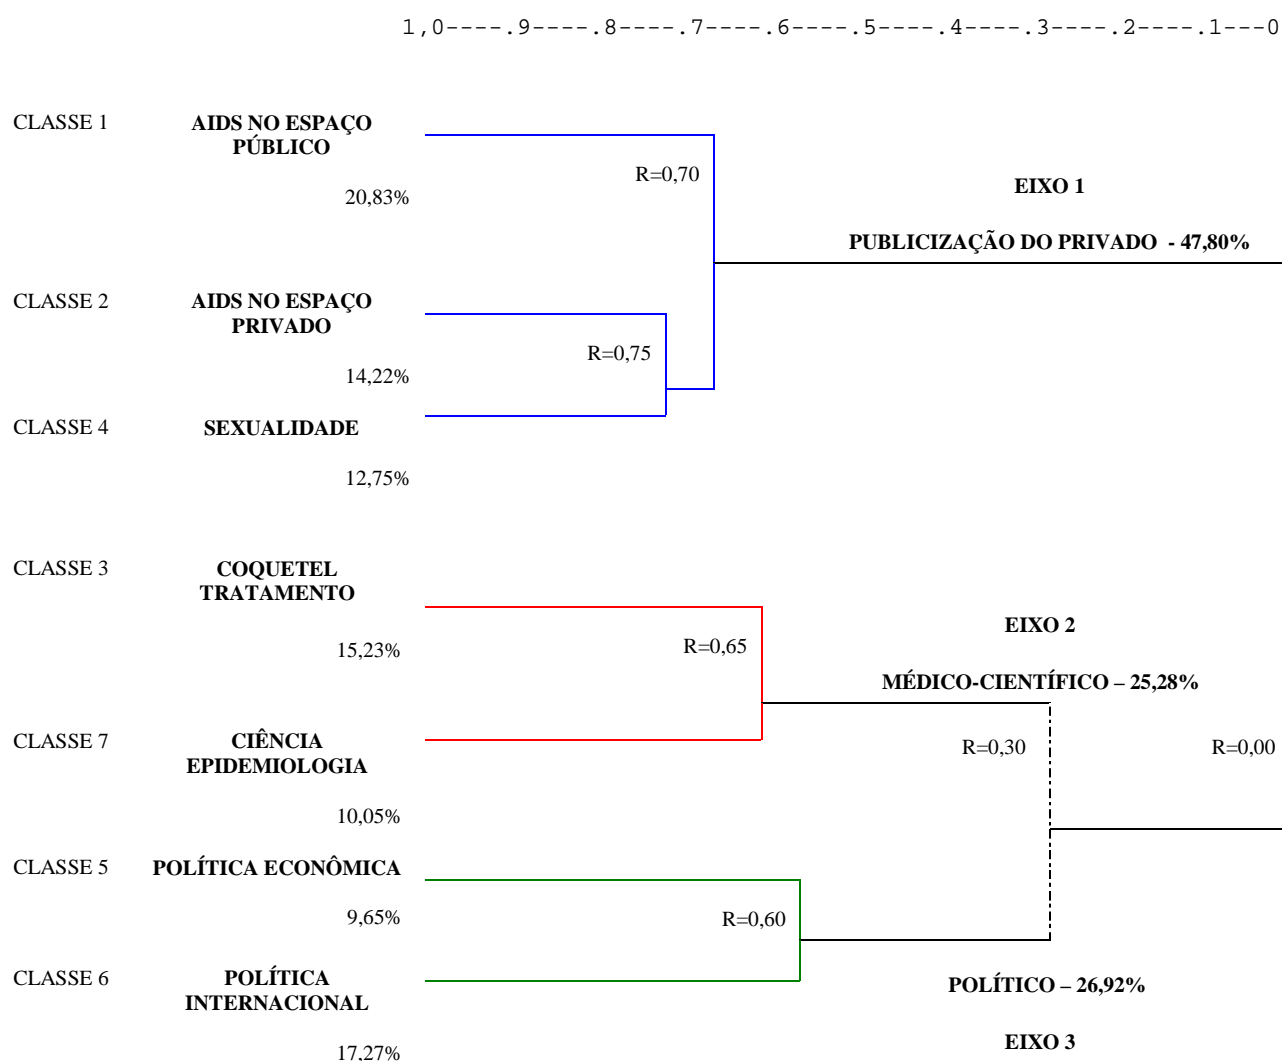 1,0----.9----.8----.7----.6----.5----.4----.3----.2----.1---0
CLASSE 1
AIDS NO ESPAÇO
PÚBLICO
20,83%
R=0,70
EIXO 1
PUBLICIZAÇÃO DO PRIVADO - 47,80%
CLASSE 2
AIDS NO ESPAÇO
PRIVADO
14,22%
R=0,75
CLASSE 4
SEXUALIDADE
12,75%
CLASSE 3
COQUETEL
TRATAMENTO
15,23%
R=0,65
EIXO 2
MÉDICO-CIENTÍFICO – 25,28%
CLASSE 7
CIÊNCIA
EPIDEMIOLOGIA
10,05%
R=0,30
R=0,00
CLASSE 5
POLÍTICA ECONÔMICA
9,65%
R=0,60
CLASSE 6
POLÍTICA
INTERNACIONAL
17,27%
POLÍTICO – 26,92%
EIXO 3